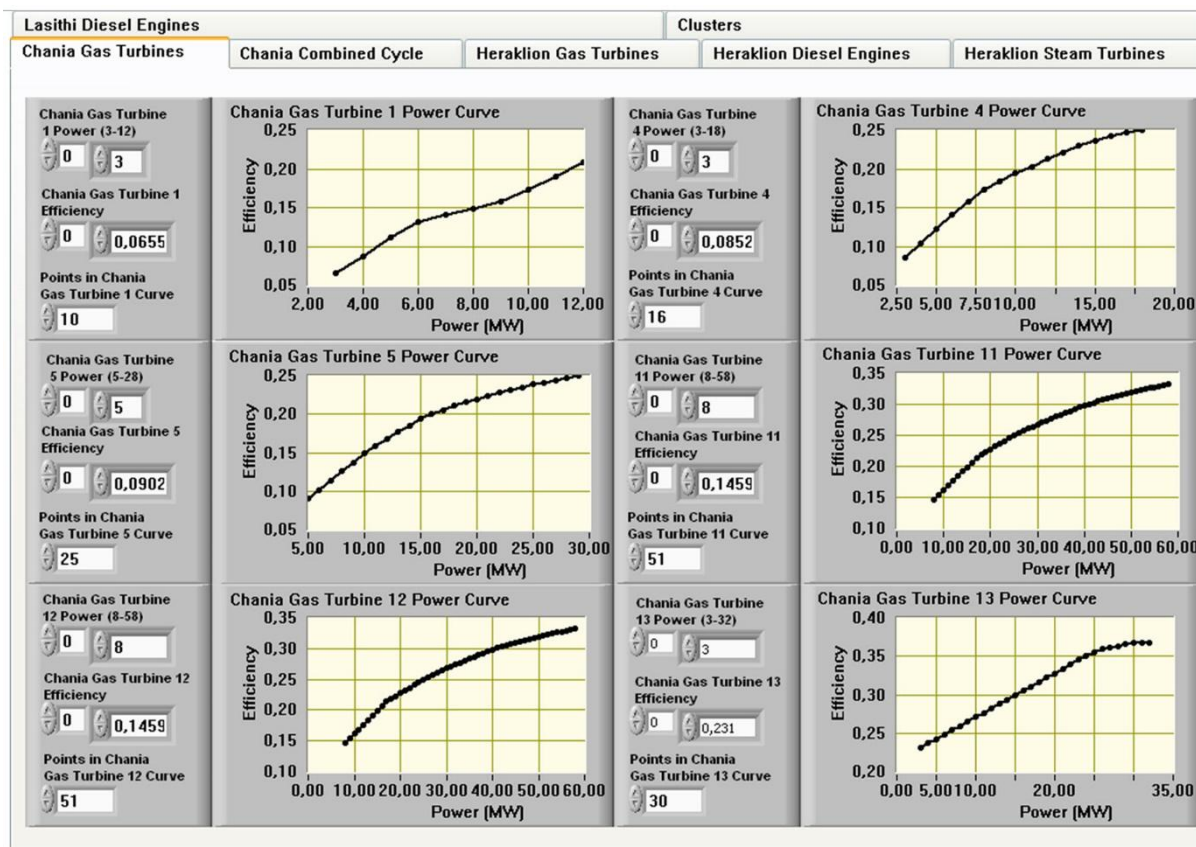 Lasithi Diesel Engines
Clusters
Chania Gas Turbines
Chania Combined Cycle
Heraklion Gas Turbines
Heraklion Diesel Engines
Heraklion Steam Turbines
Chania Gas Turbine
1 Power (3-12)
0
3
Chania Gas Turbine 1
Efficiency
0
0,0655
Points in Chania
Gas Turbine 1 Curve
10
Chania Gas Turbine 1 Power Curve
Efficiency
0,25
0,20
0,15
0,10
0,05
2,00 4,00 6,00 8,00 10,00 12,00
Power (MW)
Chania Gas Turbine
4 Power (3-18)
0
3
Chania Gas Turbine 4
Efficiency
0
0,0852
Points in Chania
Gas Turbine 4 Curve
16
Chania Gas Turbine 4 Power Curve
Efficiency
0,25
0,20
0,15
0,10
0,05
2,50 5,00 7,50 10,00 15,00 20,00
Power (MW)
Chania Gas Turbine
5 Power (5-28)
0
5
Chania Gas Turbine 5
Efficiency
0
0,0902
Points in Chania
Gas Turbine 5 Curve
25
Chania Gas Turbine 5 Power Curve
Efficiency
0,25
0,20
0,15
0,10
0,05
5,00 10,00 15,00 20,00 25,00 30,00
Power (MW)
Chania Gas Turbine
11 Power (8-58)
0
8
Chania Gas Turbine 11
Efficiency
0
0,1459
Points in Chania
Gas Turbine 11 Curve
51
Chania Gas Turbine 11 Power Curve
Efficiency
0,35
0,30
0,25
0,20
0,15
0,10
0,00 10,00 20,00 30,00 40,00 50,00 60,00
Power (MW)
Chania Gas Turbine
12 Power (8-58)
0
8
Chania Gas Turbine 12
Efficiency
0
0,1459
Points in Chania
Gas Turbine 12 Curve
51
Chania Gas Turbine 12 Power Curve
Efficiency
0,35
0,30
0,25
0,20
0,15
0,10
0,00 10,00 20,00 30,00 40,00 50,00 60,00
Power (MW)
Chania Gas Turbine
13 Power (3-32)
0
3
Chania Gas Turbine 13
Efficiency
0
0,231
Points in Chania
Gas Turbine 13 Curve
30
Chania Gas Turbine 13 Power Curve
Efficiency
0,40
0,35
0,30
0,25
0,20
0,00 5,00 10,00 20,00 35,00
Power (MW)